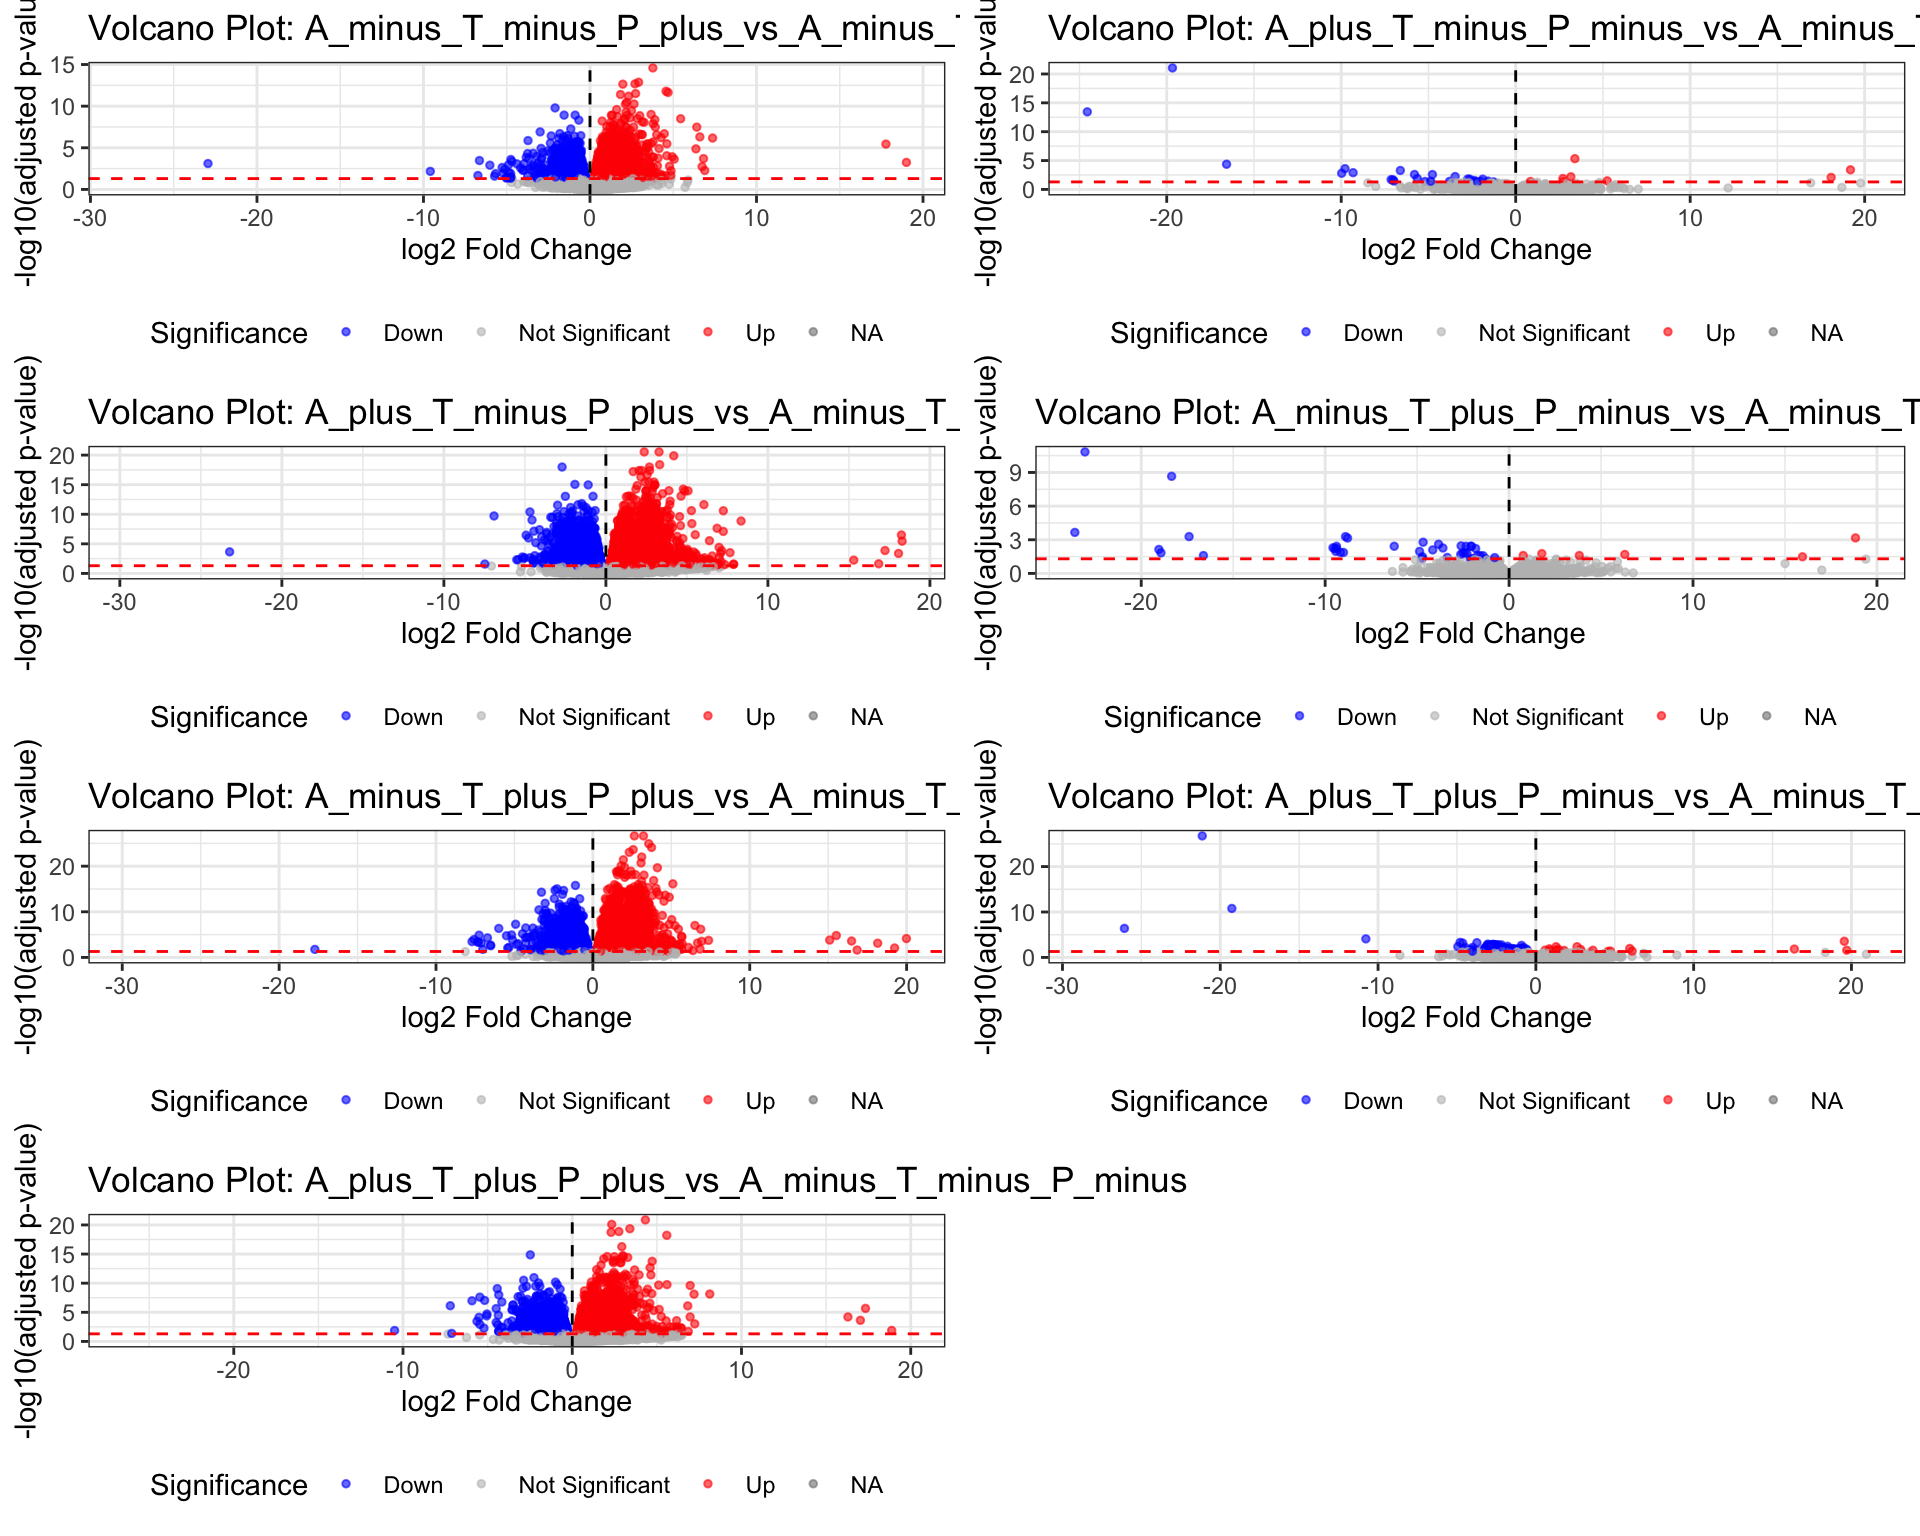 Volcano Plot: A_minus_T_minus_P_plus_vs_A_minus_
-log10(adjusted p-valu
15
10
5
0
-30 -20 -10 0 10 20
log2 Fold Change
Significance Down Not Significant Up NA
Volcano Plot: A_plus_T_minus_P_minus_vs_A_minus_
-log10(adjusted p-valu
20
15
10
5
0
-20 -10 0 10 20
log2 Fold Change
Significance Down Not Significant Up NA
Volcano Plot: A_plus_T_minus_P_plus_vs_A_minus_T_
-log10(adjusted p-value)
20
15
10
5
0
-30 -20 -10 0 10 20
log2 Fold Change
Significance Down Not Significant Up NA
Volcano Plot: A_minus_T_plus_P_minus_vs_A_minus_T
-log10(adjusted p-value)
9
6
3
0
-20 -10 0 10 20
log2 Fold Change
Significance Down Not Significant Up NA
Volcano Plot: A_minus_T_plus_P_plus_vs_A_minus_T_
-log10(adjusted p-value)
20
10
0
-30 -20 -10 0 10 20
log2 Fold Change
Significance Down Not Significant Up NA
Volcano Plot: A_plus_T_plus_P_minus_vs_A_minus_T_
-log10(adjusted p-value)
20
10
0
-30 -20 -10 0 10 20
log2 Fold Change
Significance Down Not Significant Up NA
Volcano Plot: A_plus_T_plus_P_plus_vs_A_minus_T_minus_P_minus
-log10(adjusted p-value)
20
15
10
5
0
-20 -10 0 10 20
log2 Fold Change
Significance Down Not Significant Up NA